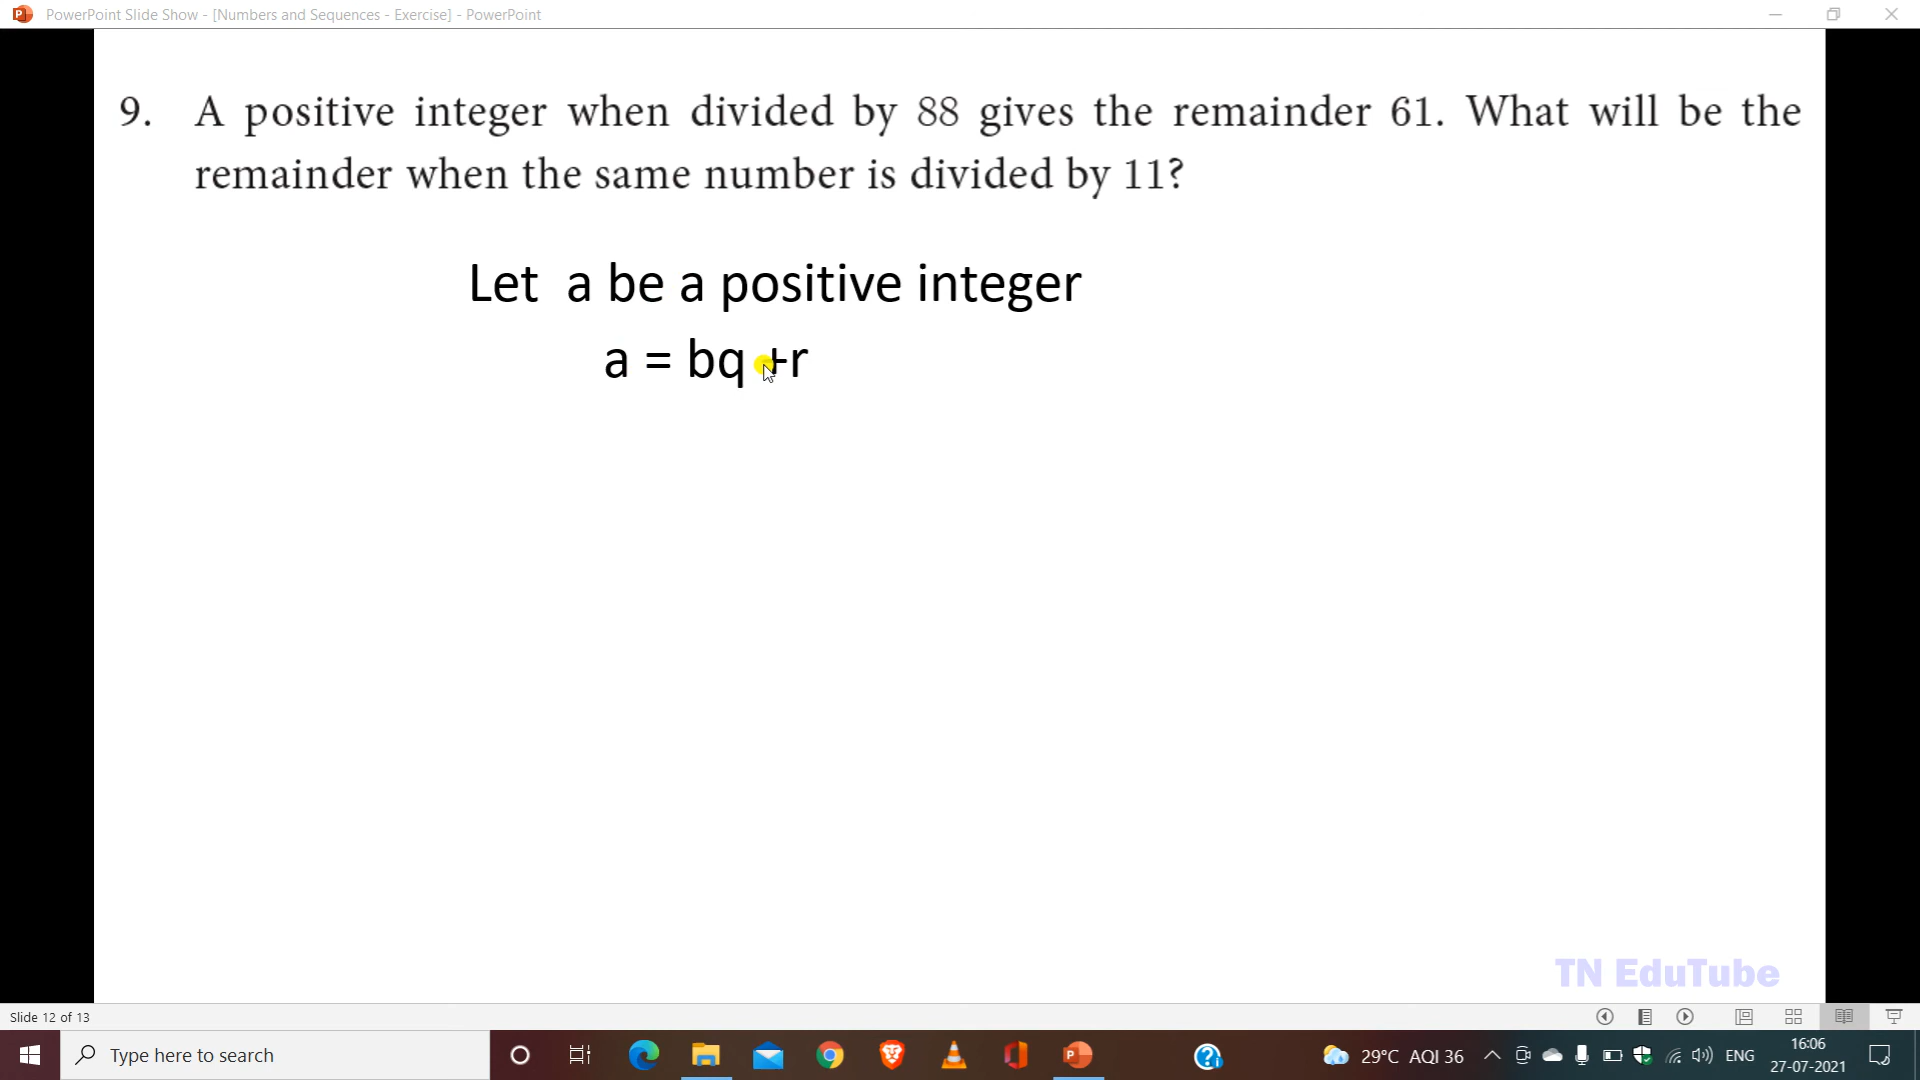 PowerPoint Slide Show - [Numbers and Sequences - Exercise] - PowerPoint
9. A positive integer when divided by 88 gives the remainder 61. What will be the
remainder when the same number is divided by 11?
Let a be a positive integer
a = bq +r
TN EduTube
Slide 12 of 13
Type here to search
29°C AQI 36
ENG
16:06
27-07-2021